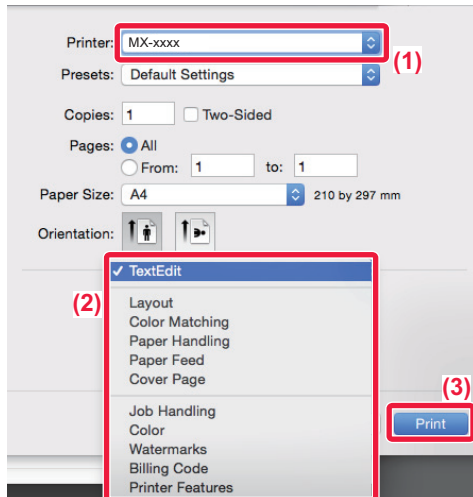 Printer: MX-xxxx
(1)
Presets: Default Settings
Copies: 1 Two-Sided
Pages: All
From: 1 to: 1
Paper Size: A4 210 by 297 mm
Orientation:
(2)
✓ TextEdit
Layout
Color Matching
Paper Handling
Paper Feed
Cover Page
Job Handling
Color
Watermarks
Billing Code
Printer Features
(3)
Print